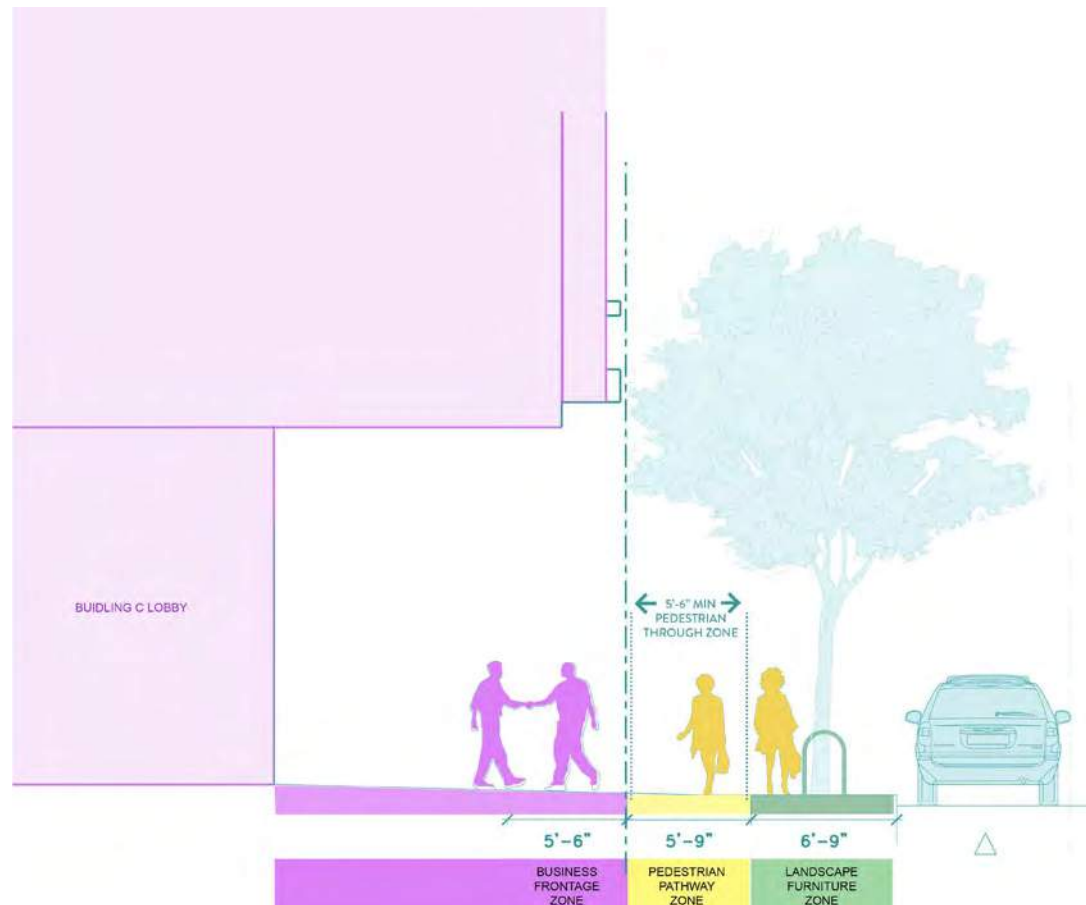 BUIDLING C LOBBY
5'-6" MIN
PEDESTRIAN
THROUGH ZONE
5'-6"
5'-9"
6'-9"
BUSINESS
FRONTAGE
ZONE
PEDESTRIAN
PATHWAY
ZONE
LANDSCAPE
FURNITURE
ZONE